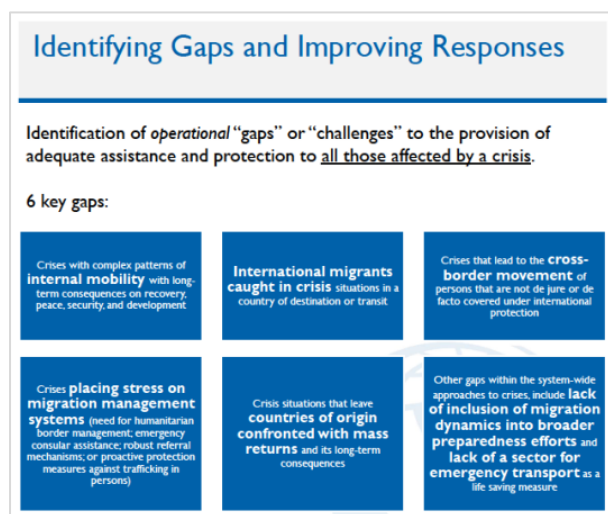 Identifying Gaps and Improving Responses
Identification of operational “gaps” or “challenges” to the provision of
adequate assistance and protection to all those affected by a crisis.
6 key gaps:
Crises with complex patterns of
internal mobility with long-
term consequences on recovery,
peace, security, and development
International migrants
caught in crisis situations in a
country of destination or transit
Crises that lead to the cross-
border movement of
persons that are not de jure or de
facto covered under international
protection
Crises placing stress on
migration management
systems (need for humanitarian
border management; emergency
consular assistance; robust referral
mechanisms; or proactive protection
measures against trafficking in
persons)
Crisis situations that leave
countries of origin
confronted with mass
returns and its long-term
consequences
Other gaps within the system-wide
approaches to crises, include lack
of inclusion of migration
dynamics into broader
preparedness efforts and
lack of a sector for
emergency transport as a
life saving measure